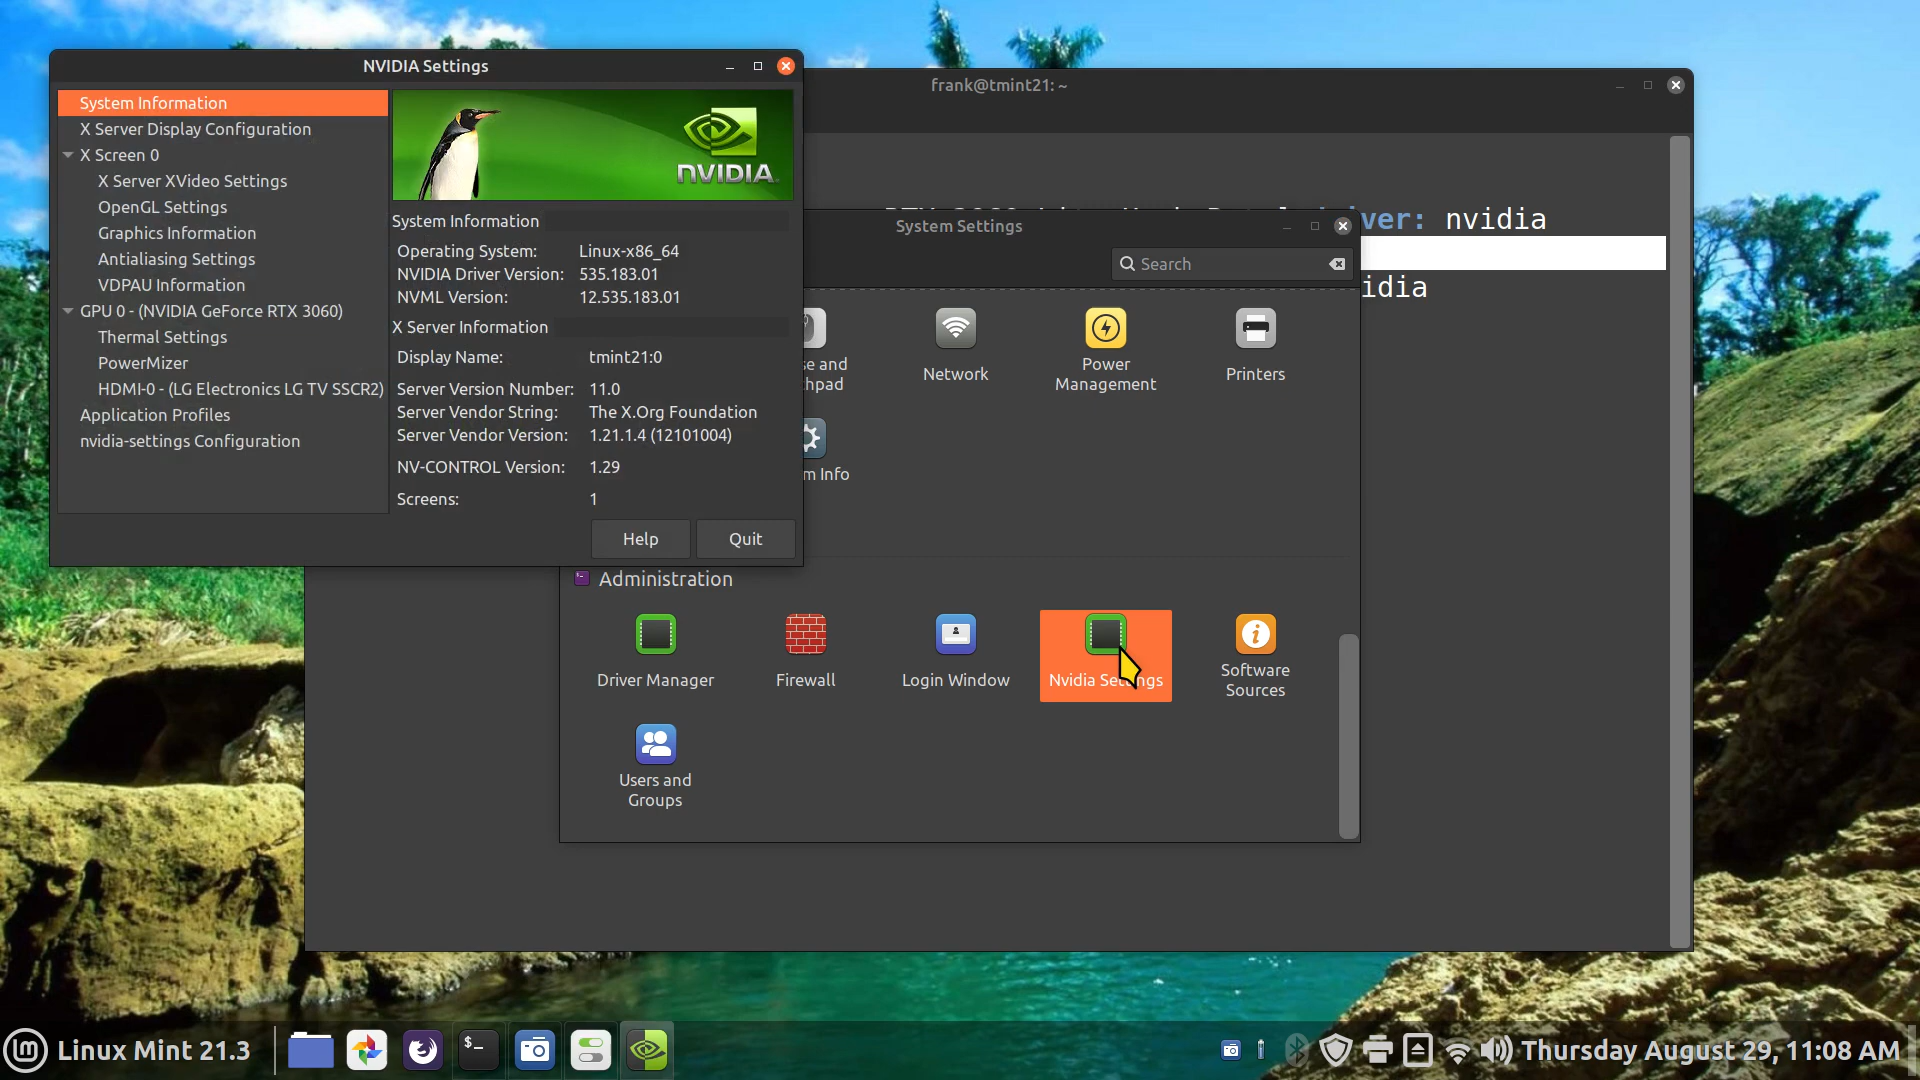 NVIDIA Settings
System Information
X Server Display Configuration
X Screen 0
X Server XVideo Settings
OpenGL Settings
Graphics Information
Antialiasing Settings
VDPAU Information
GPU 0 - (NVIDIA GeForce RTX 3060)
Thermal Settings
PowerMizer
HDMI-0 - (LG Electronics LG TV SSCR2)
Application Profiles
nvidia-settings Configuration
NVIDIA
System Information
Operating System: Linux-x86_64
NVIDIA Driver Version: 535.183.01
NVML Version: 12.535.183.01
X Server Information
Display Name: tmint21:0
Server Version Number: 11.0
Server Vendor String: The X.Org Foundation
Server Vendor Version: 1.21.1.4 (12101004)
NV-CONTROL Version: 1.29
Screens: 1
Help Quit
frank@tmint21: ~
ver: nvidia
idia
System Settings
Search
se and
hpad
Network
Power
Management
Printers
m Info
Administration
Driver Manager
Firewall
Login Window
Nvidia Settings
Software
Sources
Users and
Groups
Linux Mint 21.3
$_
Thursday August 29, 11:08 AM